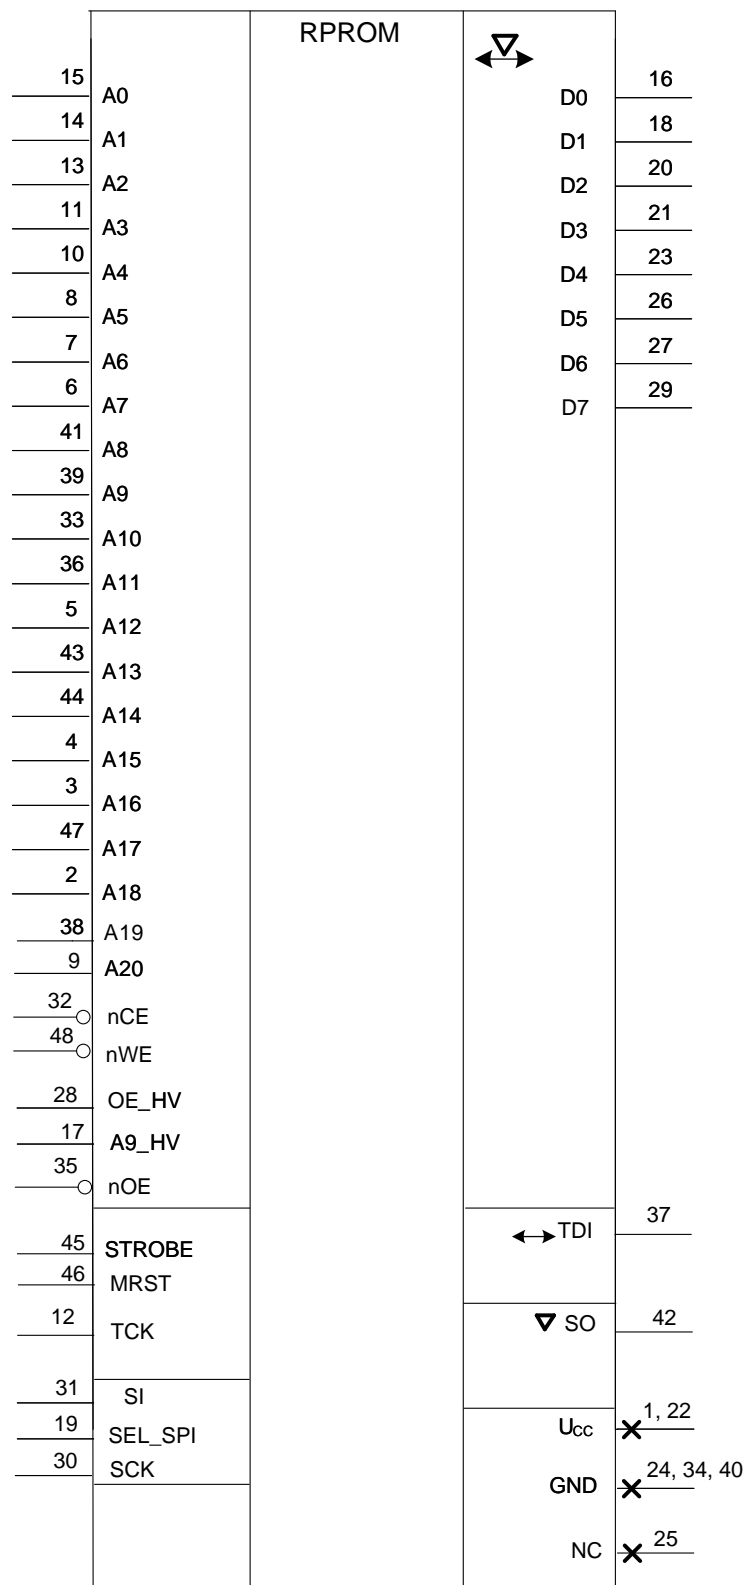 RPROM
15 A0
14 A1
13 A2
11 A3
10 A4
8 A5
7 A6
6 A7
41 A8
39 A9
33 A10
36 A11
5 A12
43 A13
44 A14
4 A15
3 A16
47 A17
2 A18
38 A19
9 A20
32 nCE
48 nWE
28 OE_HV
17 A9_HV
35 nOE
45 STROBE
46 MRST
12 TCK
31 SI
19 SEL_SPI
30 SCK
D0 16
D1 18
D2 20
D3 21
D4 23
D5 26
D6 27
D7 29
TDI 37
SO 42
Ucc 1, 22
GND 24, 34, 40
NC 25